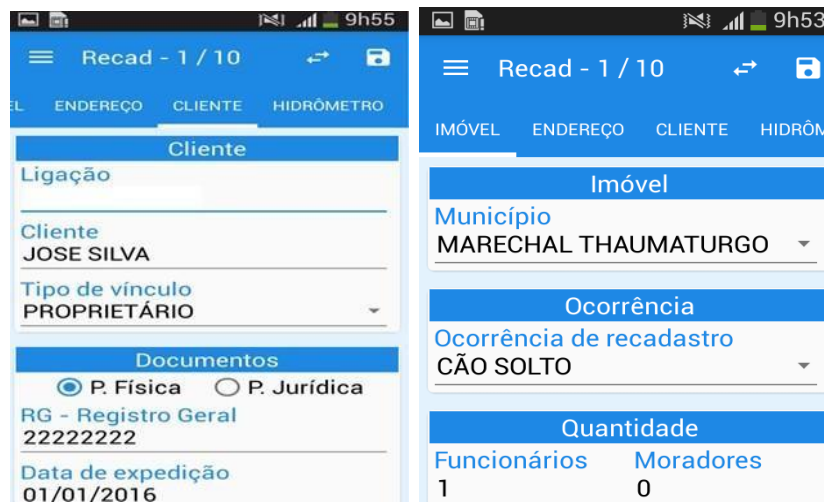 9h55
Recad - 1 / 10
EL ENDEREÇO CLIENTE HIDRÔMETRO
Cliente
Ligação
Cliente
JOSE SILVA
Tipo de vínculo
PROPRIETÁRIO
Documentos
P. Física P. Jurídica
RG - Registro Geral
22222222
Data de expedição
01/01/2016
9h53
Recad - 1 / 10
IMÓVEL ENDEREÇO CLIENTE HIDRÔM
Imóvel
Município
MARECHAL THAUMATURGO
Ocorrência
Ocorrência de recadastro
CÃO SOLTO
Quantidade
Funcionários Moradores
1 0